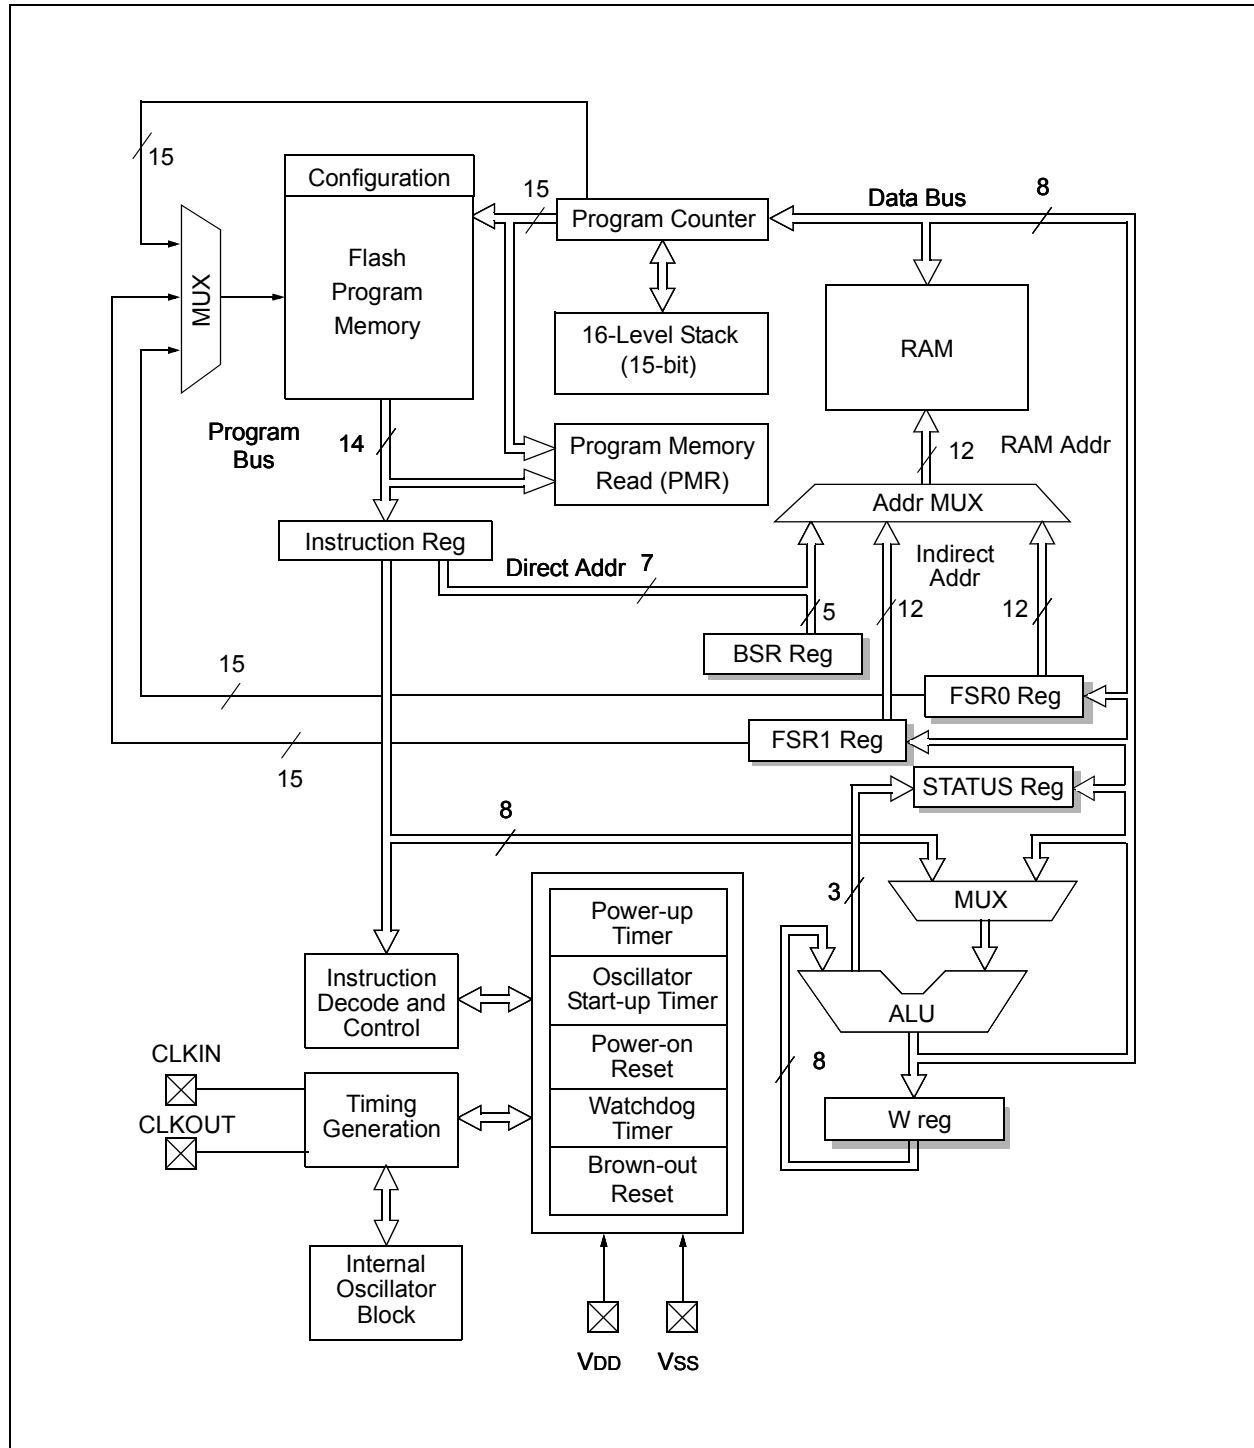 15
Configuration
15
Program Counter
Data Bus
8
MUX
Flash
Program
Memory
16-Level Stack
(15-bit)
RAM
Program
Bus
14
Program Memory
Read (PMR)
12
RAM Addr
Addr MUX
Instruction Reg
Direct Addr
7
Indirect
Addr
5
12
12
BSR Reg
15
FSR0 Reg
FSR1 Reg
15
STATUS Reg
8
3
MUX
Power-up
Timer
Oscillator
Start-up Timer
Power-on
Reset
Watchdog
Timer
Brown-out
Reset
Instruction
Decode and
Control
ALU
8
W reg
CLKIN
CLKOUT
Timing
Generation
Internal
Oscillator
Block
VDD
VSS